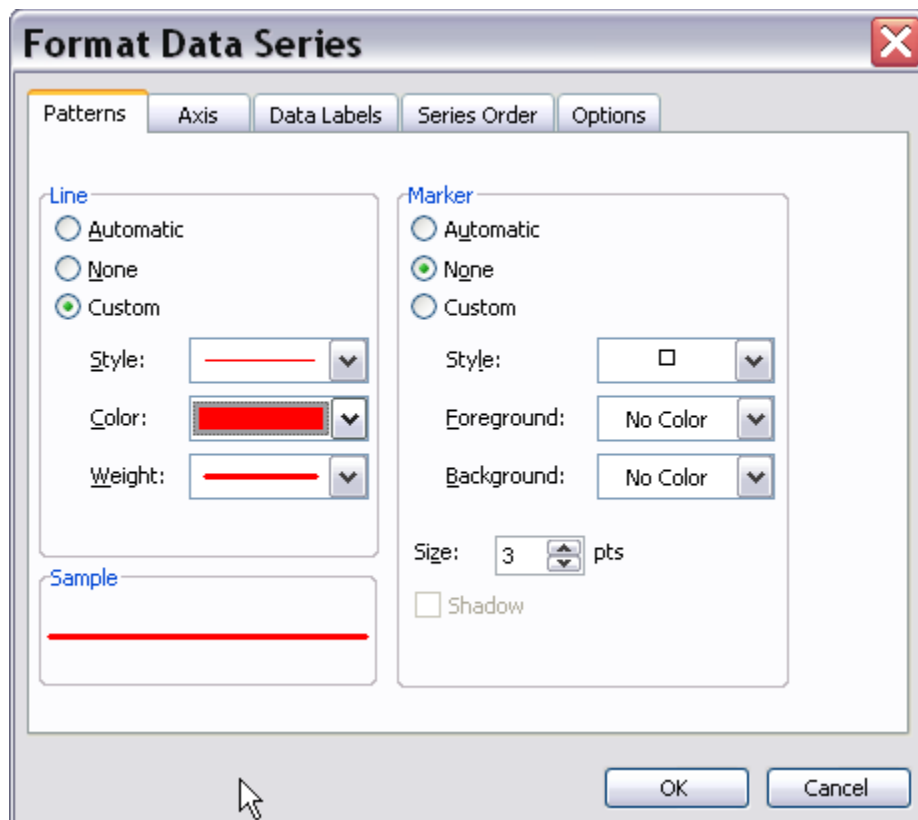 Format Data Series
Patterns Axis Data Labels Series Order Options
Line
Automatic
None
Custom
Style:
Color:
Weight:
Sample
Marker
Automatic
None
Custom
Style:
Foreground: No Color
Background: No Color
Size: 3 pts
Shadow
OK Cancel